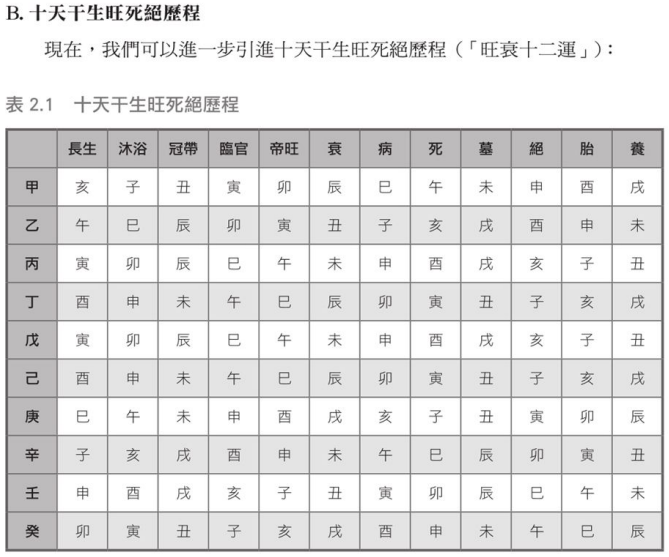 B. 十天干生旺死絕歷程
現在，我們可以進一步引進十天干生旺死絕歷程（「旺衰十二運」）：
表 2.1 十天干生旺死絕歷程
長生 沐浴 冠帶 臨官 帝旺 衰 病 死 墓 絕 胎 養
甲 亥 子 丑 寅 卯 辰 巳 午 未 申 酉 戌
乙 午 巳 辰 卯 寅 丑 子 亥 戌 酉 申 未
丙 寅 卯 辰 巳 午 未 申 酉 戌 亥 子 丑
丁 酉 申 未 午 巳 辰 卯 寅 丑 子 亥 戌
戊 寅 卯 辰 巳 午 未 申 酉 戌 亥 子 丑
己 酉 申 未 午 巳 辰 卯 寅 丑 子 亥 戌
庚 巳 午 未 申 酉 戌 亥 子 丑 寅 卯 辰
辛 子 亥 戌 酉 申 未 午 巳 辰 卯 寅 丑
壬 申 酉 戌 亥 子 丑 寅 卯 辰 巳 午 未
癸 卯 寅 丑 子 亥 戌 酉 申 未 午 巳 辰